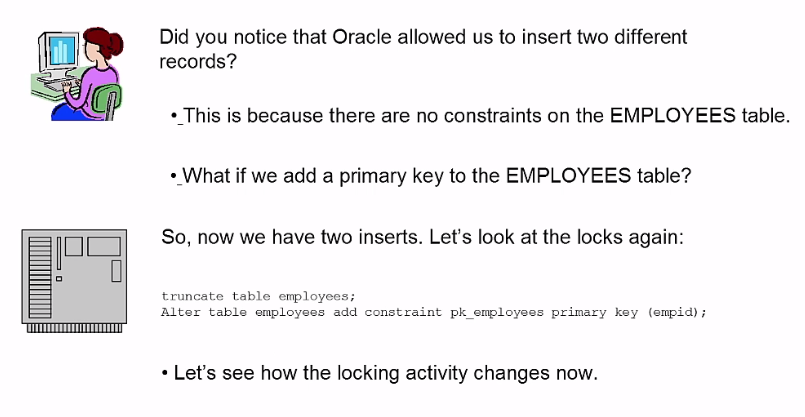 Did you notice that Oracle allowed us to insert two different
records?
• This is because there are no constraints on the EMPLOYEES table.
• What if we add a primary key to the EMPLOYEES table?
So, now we have two inserts. Let's look at the locks again:
truncate table employees;
Alter table employees add constraint pk_employees primary key (empid);
• Let's see how the locking activity changes now.